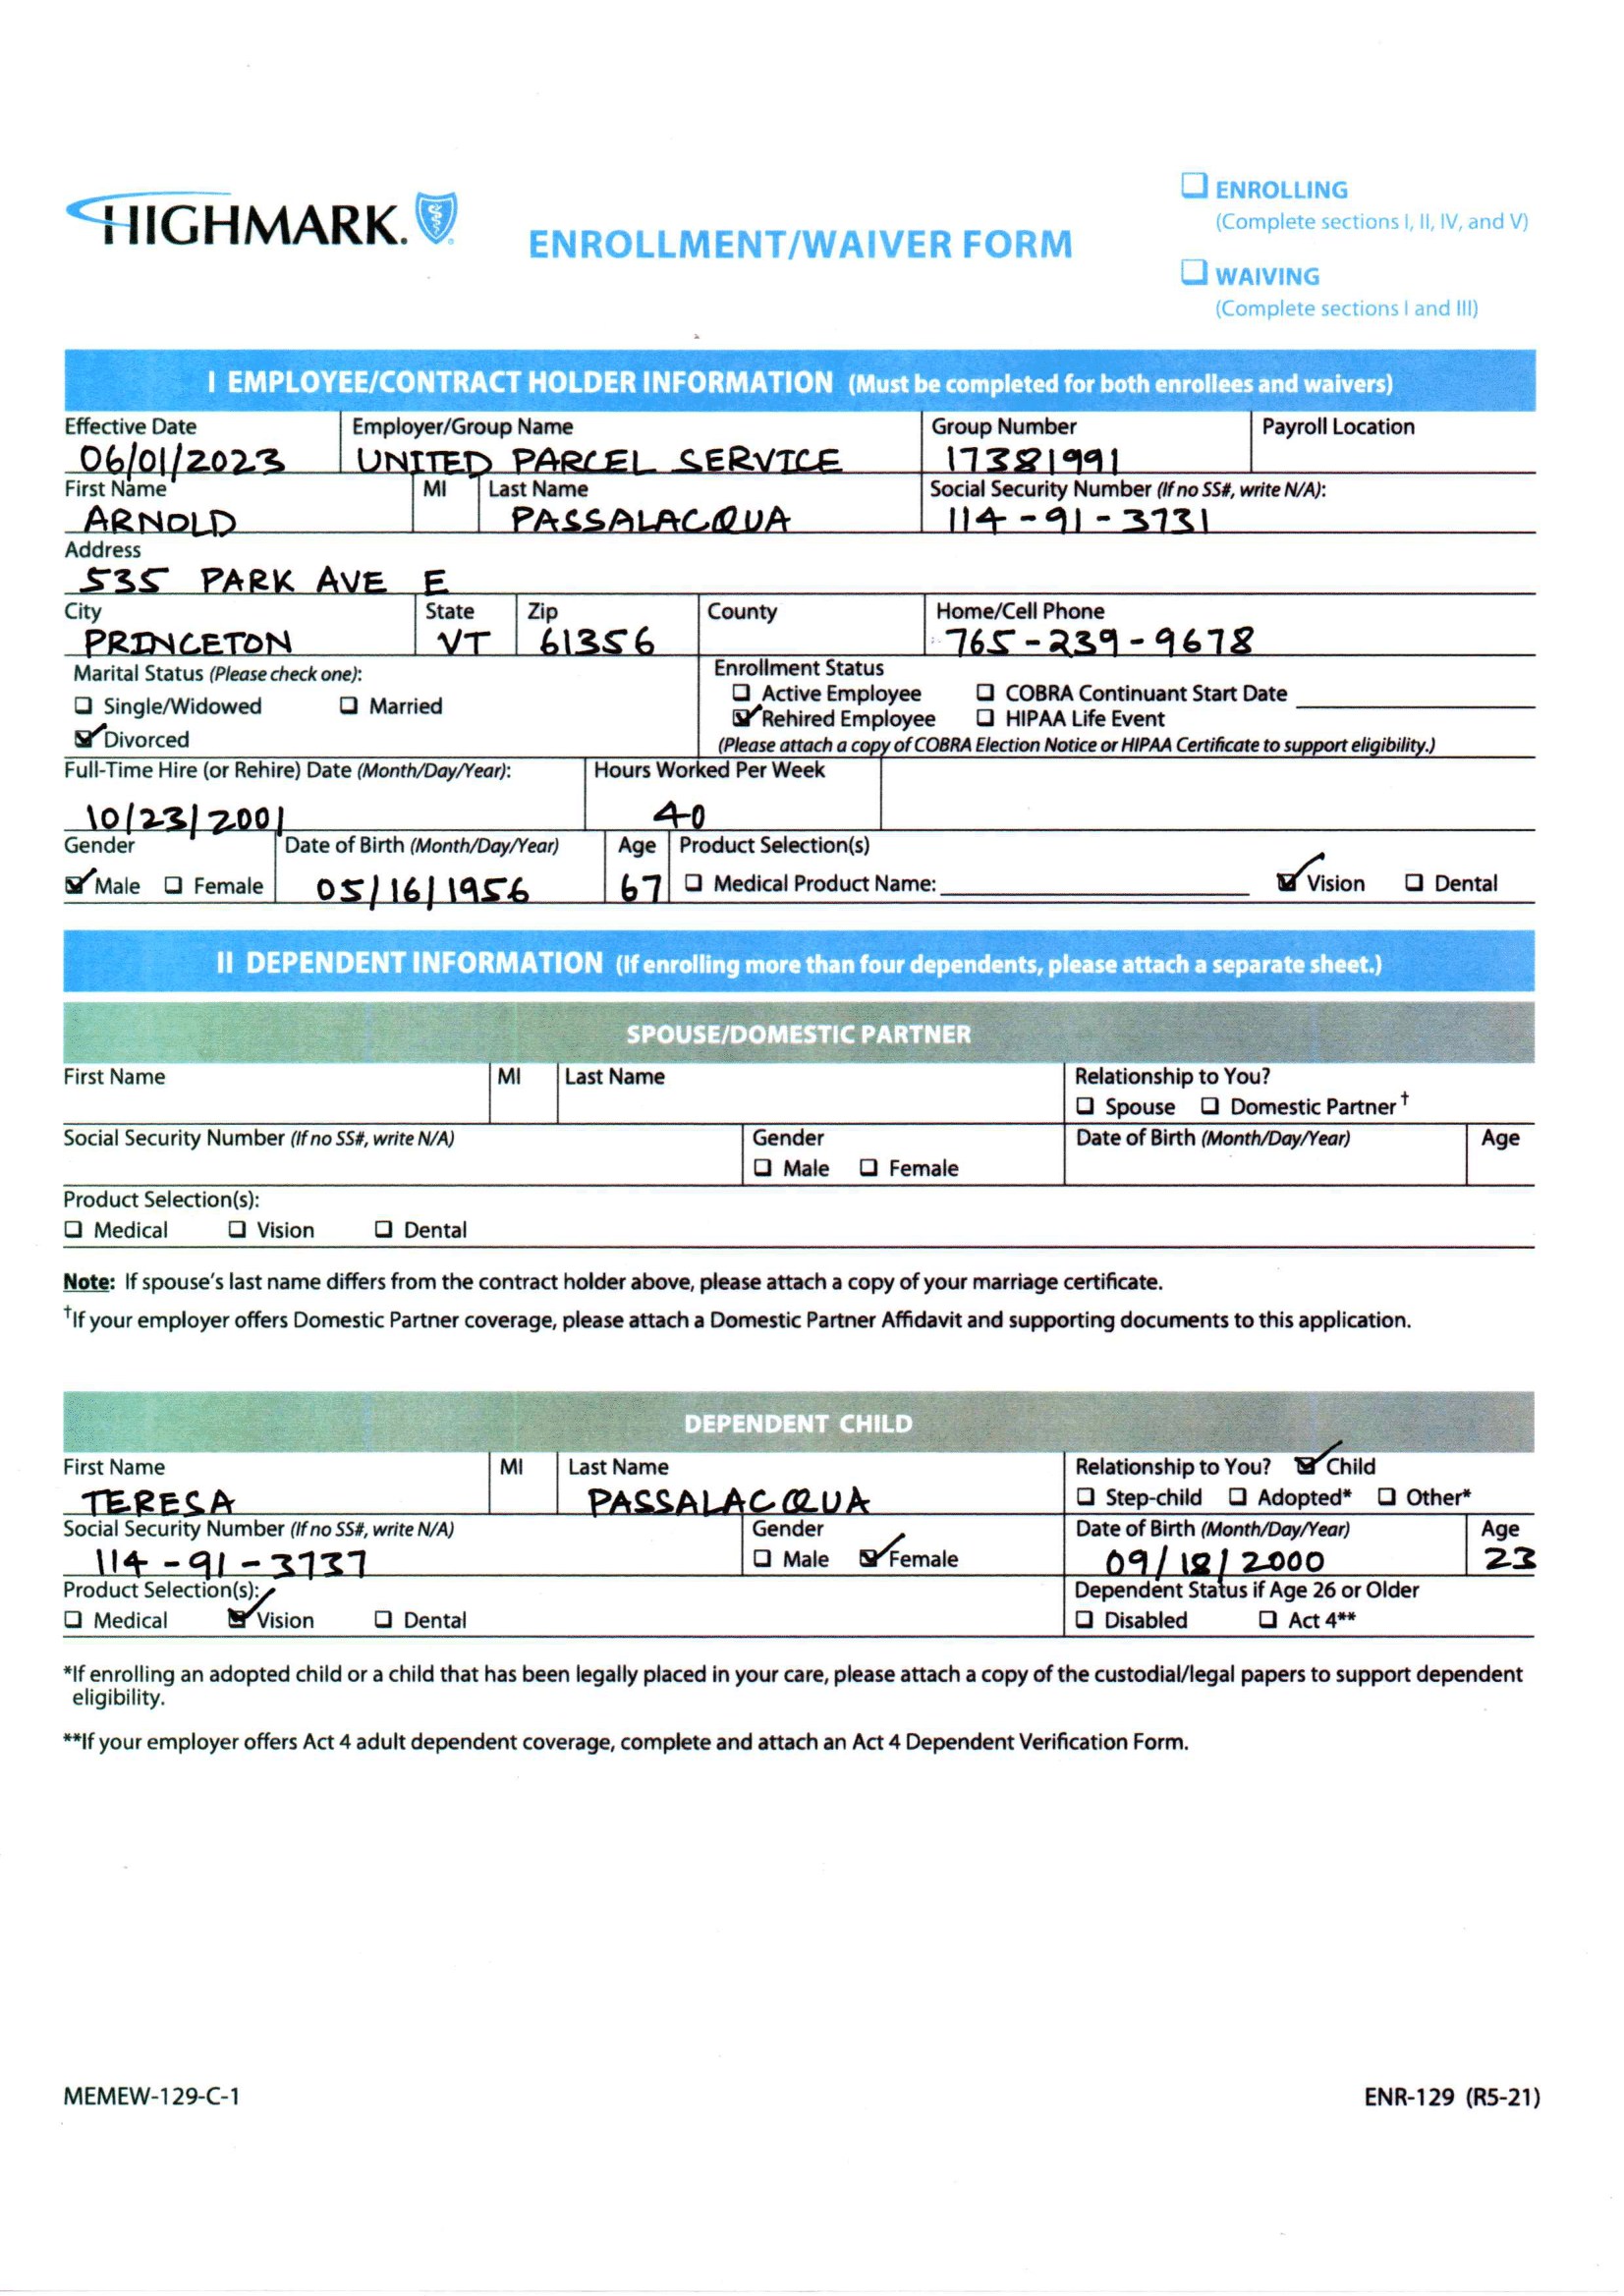 HIGHMARK.
ENROLLMENT/WAIVER FORM
❑ ENROLLING
(Complete sections I, II, IV, and V)
❑ WAIVING
(Complete sections I and III)
I EMPLOYEE/CONTRACT HOLDER INFORMATION (Must be completed for both enrollees and waivers)
Effective Date Employer/Group Name Group Number Payroll Location
06/01/2023 UNITED PARCEL SERVICE 17381991
First Name MI Last Name Social Security Number (If no SS#, write N/A):
ARNOLD PASSALACQUA 114-91-3731
Address
535 PARK AVE E
City State Zip County Home/Cell Phone
PRINCETON VT 61356 765-239-9678
Marital Status (Please check one): Enrollment Status
❑ Single/Widowed ❑ Married ❑ Active Employee ❑ COBRA Continuant Start Date
☑ Divorced ☑ Rehired Employee ❑ HIPAA Life Event
(Please attach a copy of COBRA Election Notice or HIPAA Certificate to support eligibility.)
Full-Time Hire (or Rehire) Date (Month/Day/Year): Hours Worked Per Week
10/23/2001 40
Gender Date of Birth (Month/Day/Year) Age Product Selection(s)
☑ Male ❑ Female 05/16/1956 67 ❑ Medical Product Name: ☑ Vision ❑ Dental
II DEPENDENT INFORMATION (If enrolling more than four dependents, please attach a separate sheet.)
SPOUSE/DOMESTIC PARTNER
First Name MI Last Name Relationship to You?
❑ Spouse ❑ Domestic Partner†
Social Security Number (If no SS#, write N/A) Gender Date of Birth (Month/Day/Year) Age
❑ Male ❑ Female
Product Selection(s):
❑ Medical ❑ Vision ❑ Dental
Note: If spouse's last name differs from the contract holder above, please attach a copy of your marriage certificate.
†If your employer offers Domestic Partner coverage, please attach a Domestic Partner Affidavit and supporting documents to this application.
DEPENDENT CHILD
First Name MI Last Name Relationship to You? ☑ Child
TERESA PASSALACQUA ❑ Step-child ❑ Adopted* ❑ Other*
Social Security Number (If no SS#, write N/A) Gender Date of Birth (Month/Day/Year) Age
114-91-3737 ❑ Male ☑ Female 09/18/2000 23
Product Selection(s): Dependent Status if Age 26 or Older
❑ Medical ☑ Vision ❑ Dental ❑ Disabled ❑ Act 4**
*If enrolling an adopted child or a child that has been legally placed in your care, please attach a copy of the custodial/legal papers to support dependent
eligibility.
**If your employer offers Act 4 adult dependent coverage, complete and attach an Act 4 Dependent Verification Form.
MEMEW-129-C-1 ENR-129 (R5-21)